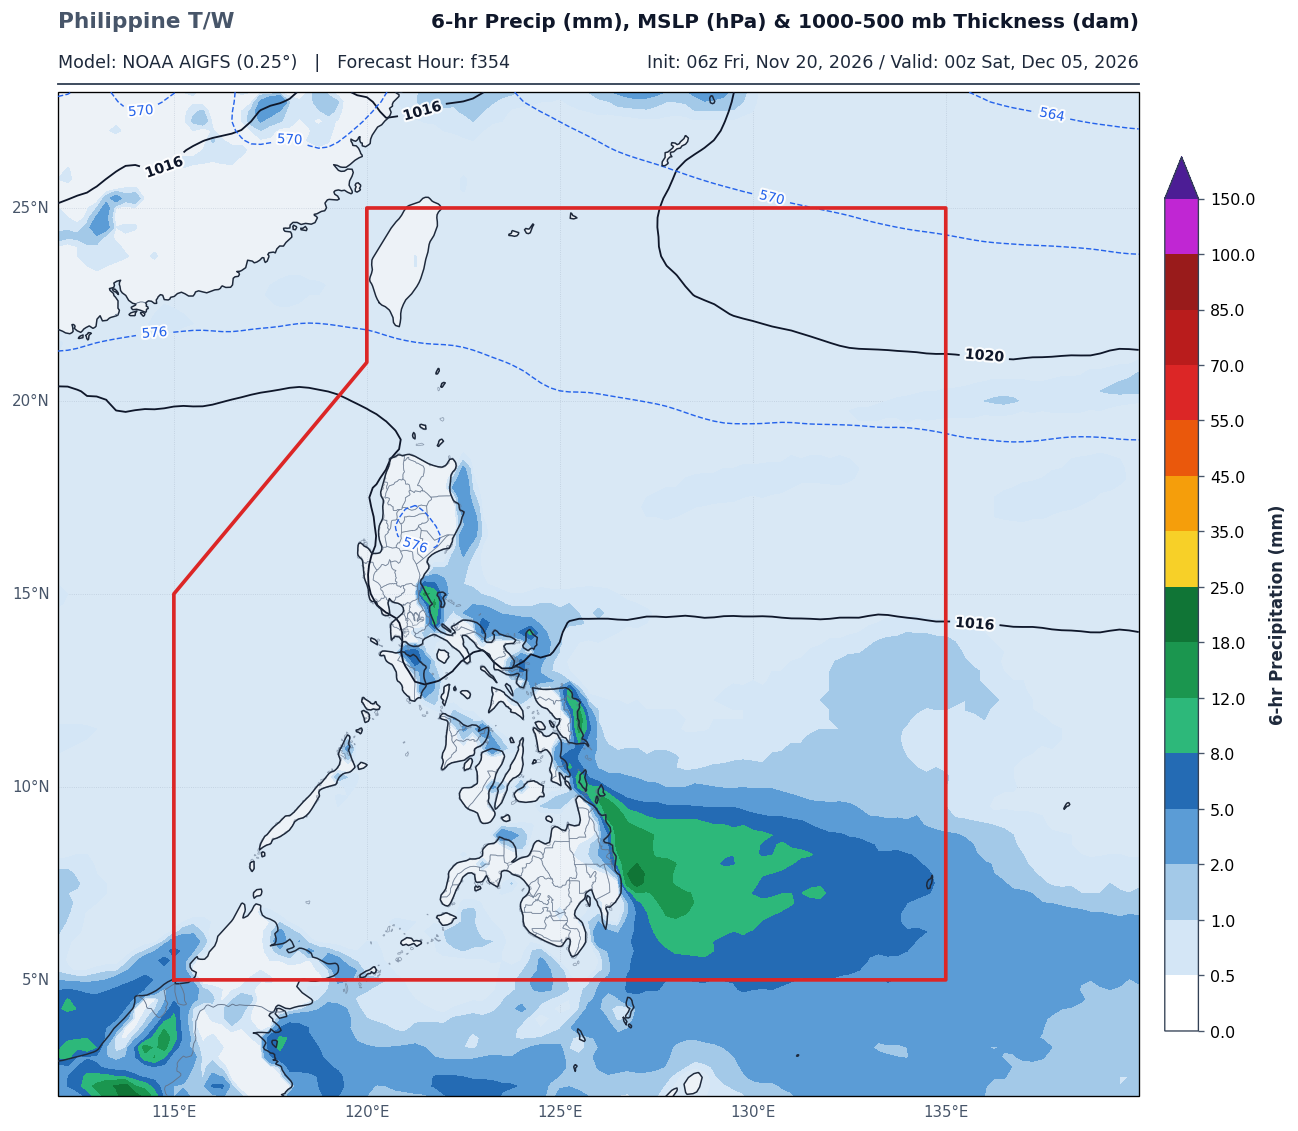 Philippine T/W
6-hr Precip (mm), MSLP (hPa) & 1000-500 mb Thickness (dam)
Model: NOAA AIGFS (0.25°) | Forecast Hour: f354
Init: 06z Fri, Nov 20, 2026 / Valid: 00z Sat, Dec 05, 2026
570
570
1016
1016
564
570
576
1020
576
1016
25°N
20°N
15°N
10°N
5°N
115°E
120°E
125°E
130°E
135°E
150.0
100.0
85.0
70.0
55.0
45.0
35.0
25.0
18.0
12.0
8.0
5.0
2.0
1.0
0.5
0.0
6-hr Precipitation (mm)